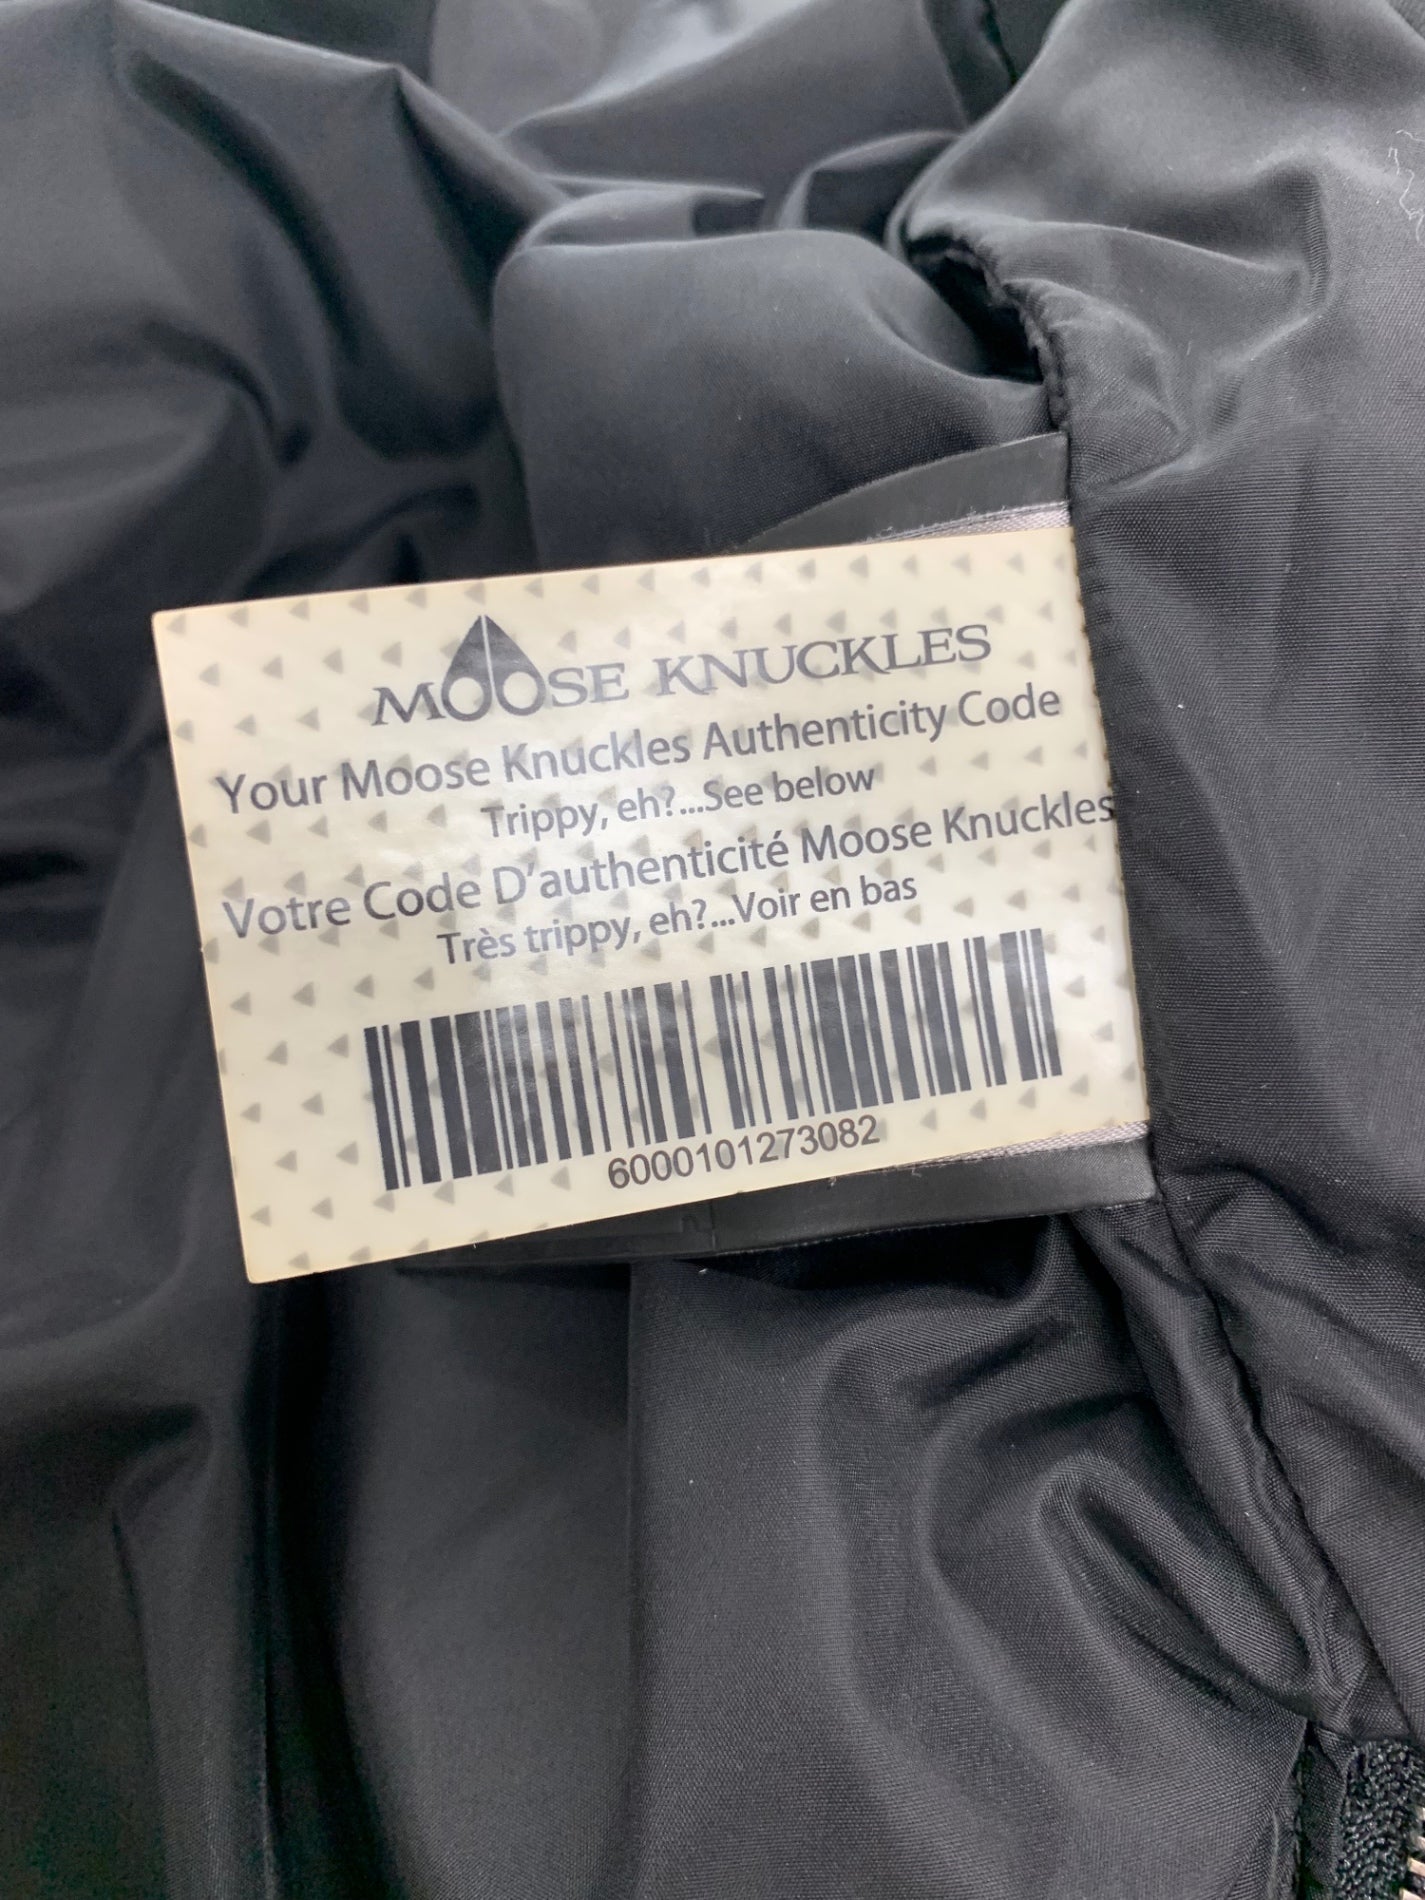 MOOSE KNUCKLES
Your Moose Knuckles Authenticity Code
Trippy, eh?...See below
Votre Code D'authenticité Moose Knuckles
Très trippy, eh?...Voir en bas
6000101273082